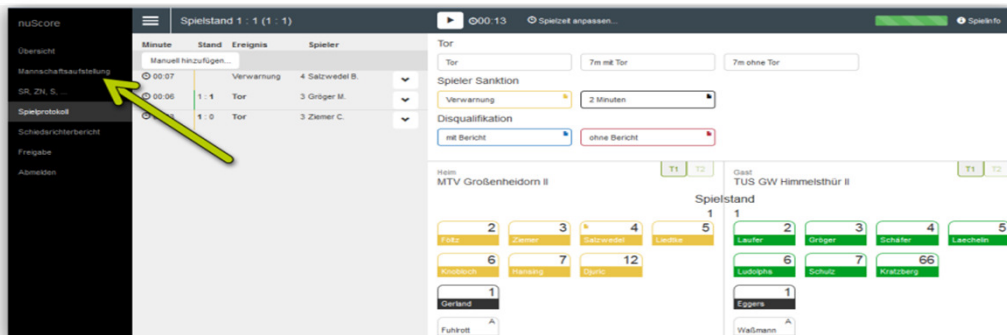 nuScore
Spielstand 1 : 1 (1 : 1)
00:13
Spielzeit anpassen...
Spielinfo
Übersicht
Mannschaftsaufstellung
SR, ZN, S, ...
Spielprotokoll
Schiedsrichterbericht
Freigabe
Abmelden
Minute Stand Ereignis Spieler
Manuell hinzufügen...
00:07 Verwarnung 4 Salzwedel B.
00:06 1 : 1 Tor 3 Gröger M.
1 : 0 Tor 3 Ziemer C.
Tor
Tor 7m mit Tor 7m ohne Tor
Spieler Sanktion
Verwarnung 2 Minuten
Disqualifikation
mit Bericht ohne Bericht
Heim T1 T2
MTV Großenheidorn II
Gast T1 T2
TUS GW Himmelsthür II
Spielstand
1 1
2 3 4 5
Foltz Ziemer Salzwedel Liedtke
6 7 12
Knobloch Hansing Djuric
1
Gerland
A
Fuhlrott
2 3 4 5
Laufer Gröger Schäfer Laechelin
6 7 66
Ludolphs Schulz Kratzberg
1
Eggers
A
Waßmann